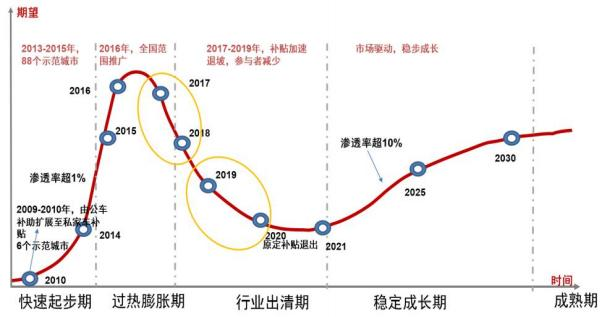 期望
2013-2015年，
88个示范城市
2016年，全国范
围推广
2017-2019年，补贴加速
退坡，参与者减少
市场驱动，稳步成长
2016
2017
2015
2018
渗透率超1%
2019
渗透率超10%
2030
2025
2009-2010年，由公车
补助扩展至私家车补
贴
6个示范城市
2014
2020
原定补贴退出
2021
2010
时间
快速起步期
过热膨胀期
行业出清期
稳定成长期
成熟期